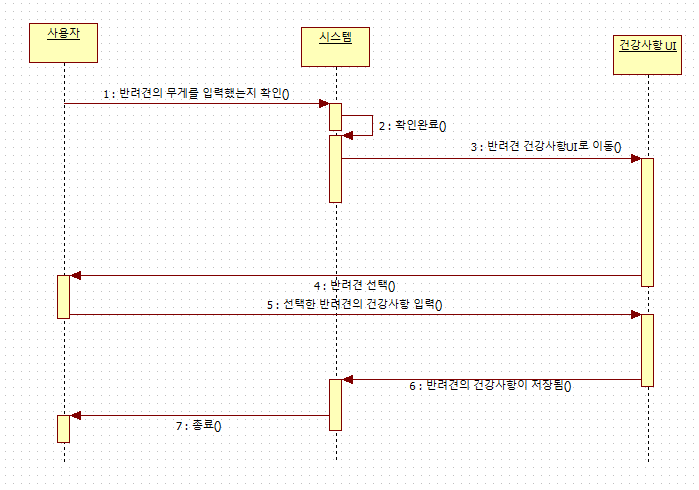 사용자
시스템
건강사항 UI
1 : 반려견의 무게를 입력했는지 확인()
2 : 확인완료()
3 : 반려견 건강사항UI로 이동()
4 : 반려견 선택()
5 : 선택한 반려견의 건강사항 입력()
6 : 반려견의 건강사항이 저장됨()
7 : 종료()